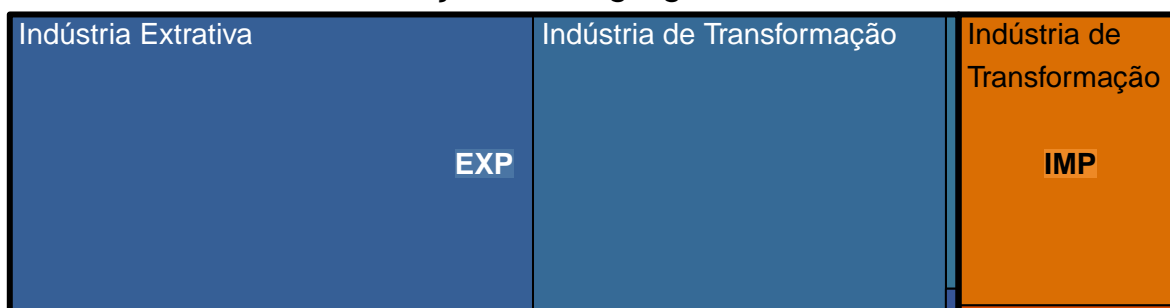 Indústria Extrativa
Indústria de Transformação
Indústria de
Transformação
EXP
IMP